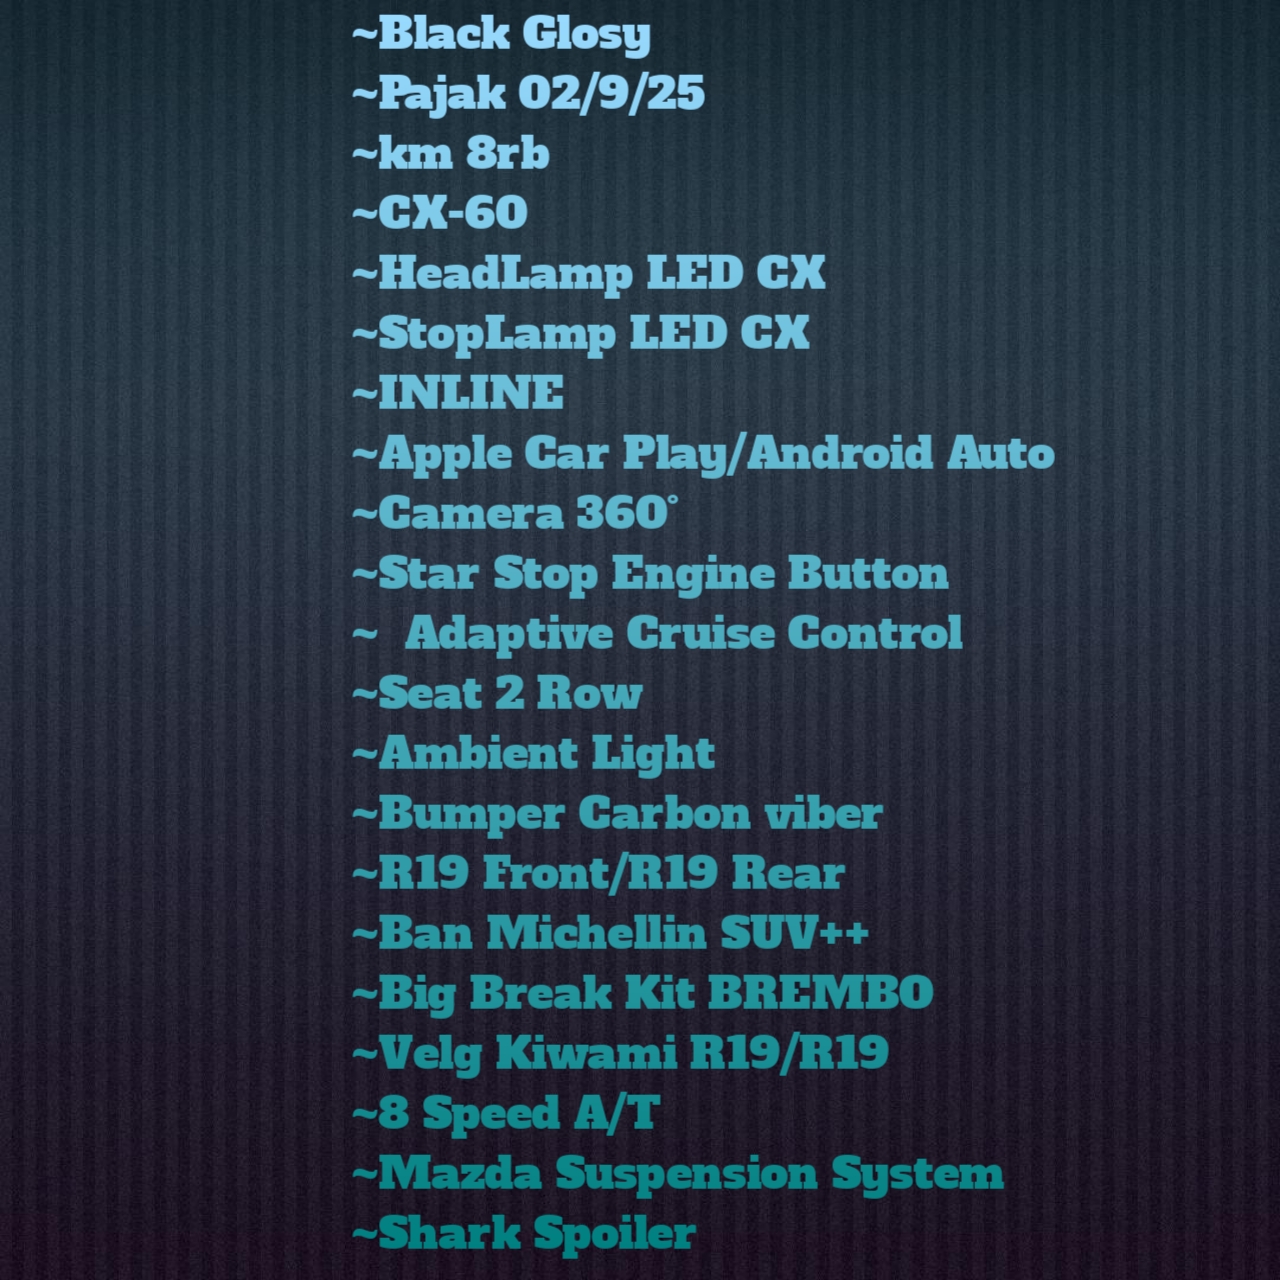 ~Black Glosy
~Pajak 02/9/25
~km 8rb
~CX-60
~HeadLamp LED CX
~StopLamp LED CX
~INLINE
~Apple Car Play/Android Auto
~Camera 360°
~Star Stop Engine Button
~ Adaptive Cruise Control
~Seat 2 Row
~Ambient Light
~Bumper Carbon viber
~R19 Front/R19 Rear
~Ban Michellin SUV++
~Big Break Kit BREMBO
~Velg Kiwami R19/R19
~8 Speed A/T
~Mazda Suspension System
~Shark Spoiler